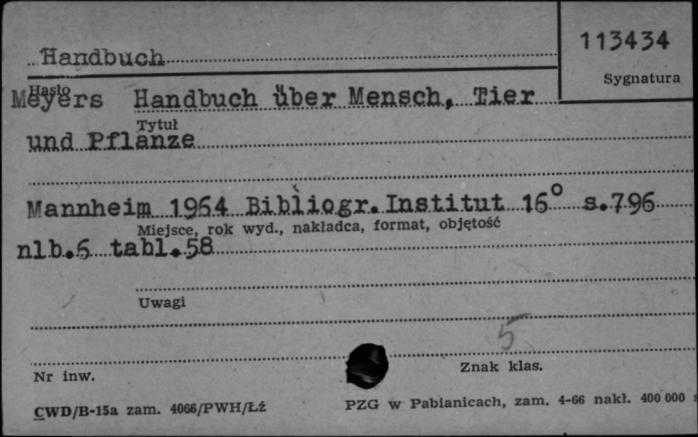 113434
Handbuch
Sygnatura
Hasło
Meyers Handbuch über Mensch, Tier
Tytuł
und Pflanze
Mannheim 1964 Bibliogr.Institut 16° s.796
Miejsce, rok wyd., nakładca, format, objętość
nlb.6 tabl.58
Uwagi
5
Nr inw.
Znak klas.
CWD/B-15a zam. 4066/PWH/Łż
PZG w Pabianicach, zam. 4-66 nakł. 400 000 s